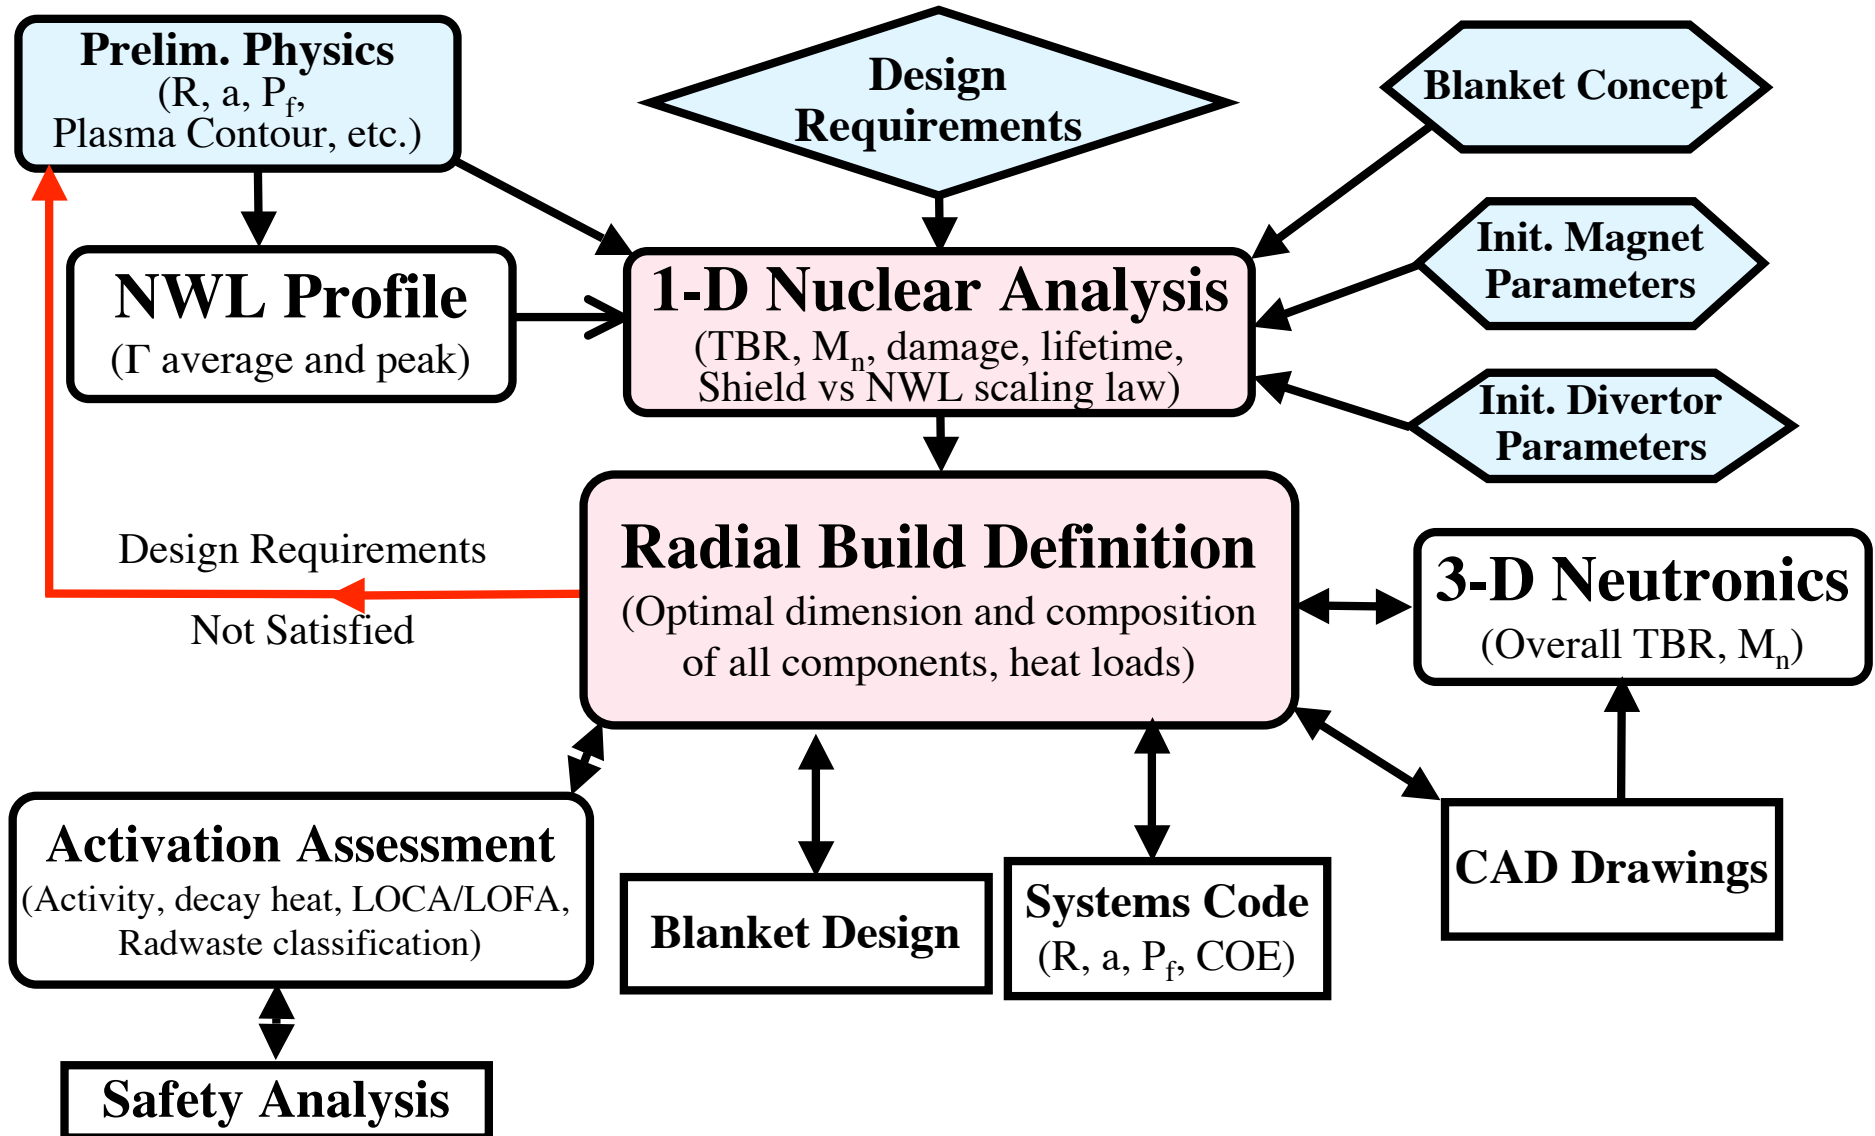 Prelim. Physics
(R, a, Pf,
Plasma Contour, etc.)
Design
Requirements
Blanket Concept
Init. Magnet
Parameters
NWL Profile
(Γ average and peak)
1-D Nuclear Analysis
(TBR, Mn, damage, lifetime,
Shield vs NWL scaling law)
Init. Divertor
Parameters
Design Requirements
Not Satisfied
Radial Build Definition
(Optimal dimension and composition
of all components, heat loads)
3-D Neutronics
(Overall TBR, Mn)
Activation Assessment
(Activity, decay heat, LOCA/LOFA,
Radwaste classification)
Blanket Design
Systems Code
(R, a, Pf, COE)
CAD Drawings
Safety Analysis